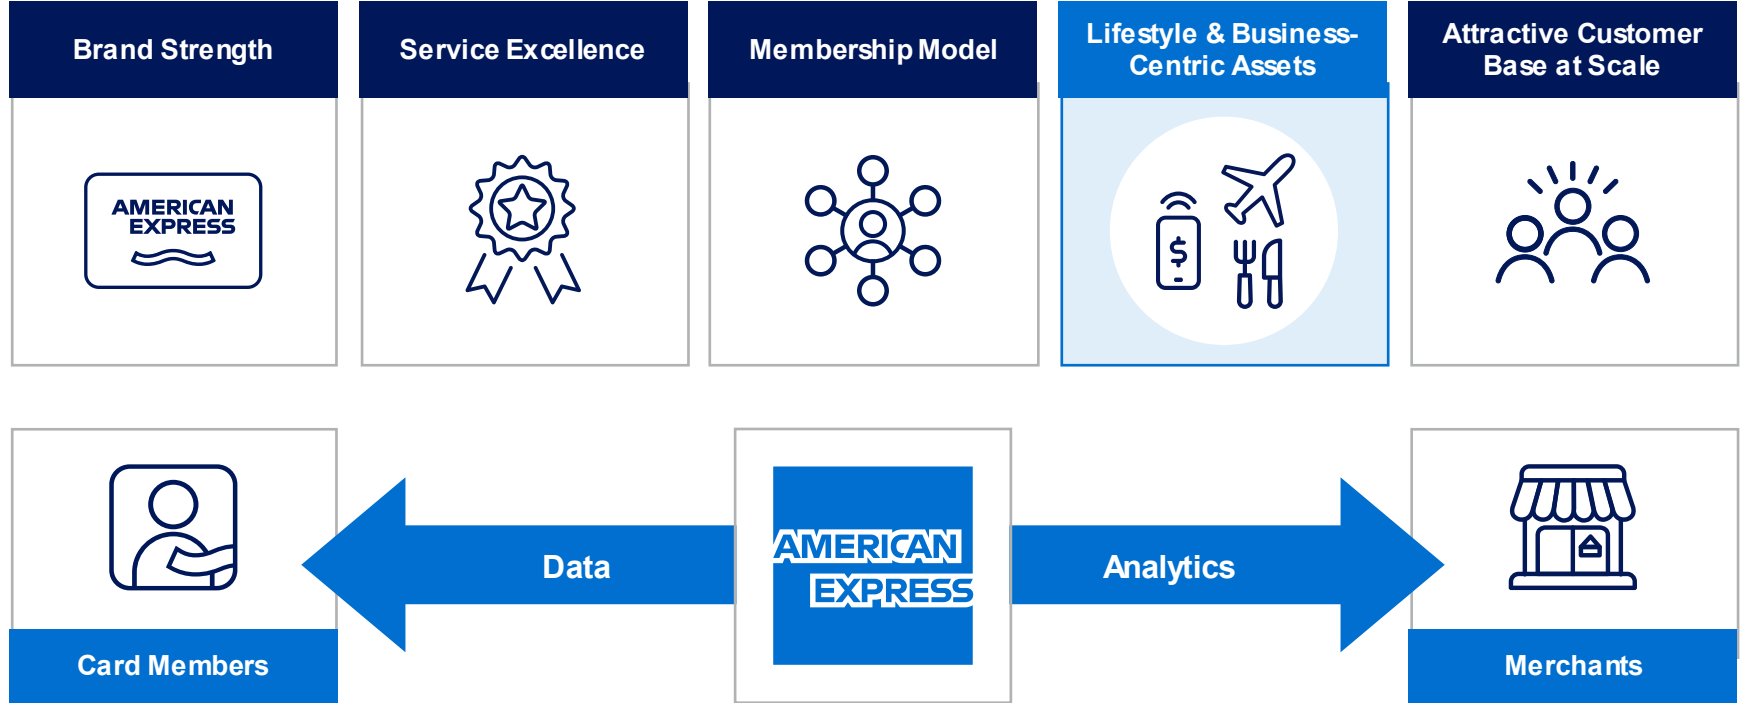 Brand Strength
Service Excellence
Membership Model
Lifestyle & Business-
Centric Assets
Attractive Customer
Base at Scale
AMERICAN
EXPRESS
$
Card Members
Data
AMERICAN
EXPRESS
Analytics
Merchants